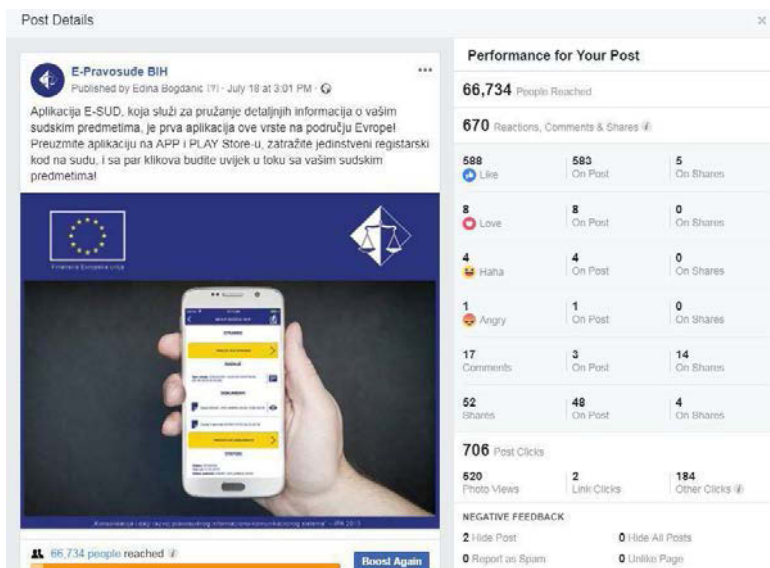 Post Details
E-Pravosuđe BIH
Published by Edina Bogdanic [?] · July 18 at 3:01 PM ·
Aplikacija E-SUD, koja služi za pružanje detaljnjih informacija o vašim
sudskim predmetima, je prva aplikacija ove vrste na području Evrope!
Preuzmite aplikaciju na APP i PLAY Store-u, zatražite jedinstveni registarski
kod na sudu, i sa par klikova budite uvijek u toku sa vašim sudskim
predmetima!
66,734 people reached
Boost Again
Performance for Your Post
66,734 People Reached
670 Reactions, Comments & Shares
588 583 5
Like On Post On Shares
8 8 0
Love On Post On Shares
4 4 0
Haha On Post On Shares
1 1 0
Angry On Post On Shares
17 3 14
Comments On Post On Shares
52 48 4
Shares On Post On Shares
706 Post Clicks
520 2 184
Photo Views Link Clicks Other Clicks
NEGATIVE FEEDBACK
2 Hide Post 0 Hide All Posts
0 Report as Spam 0 Unlike Page